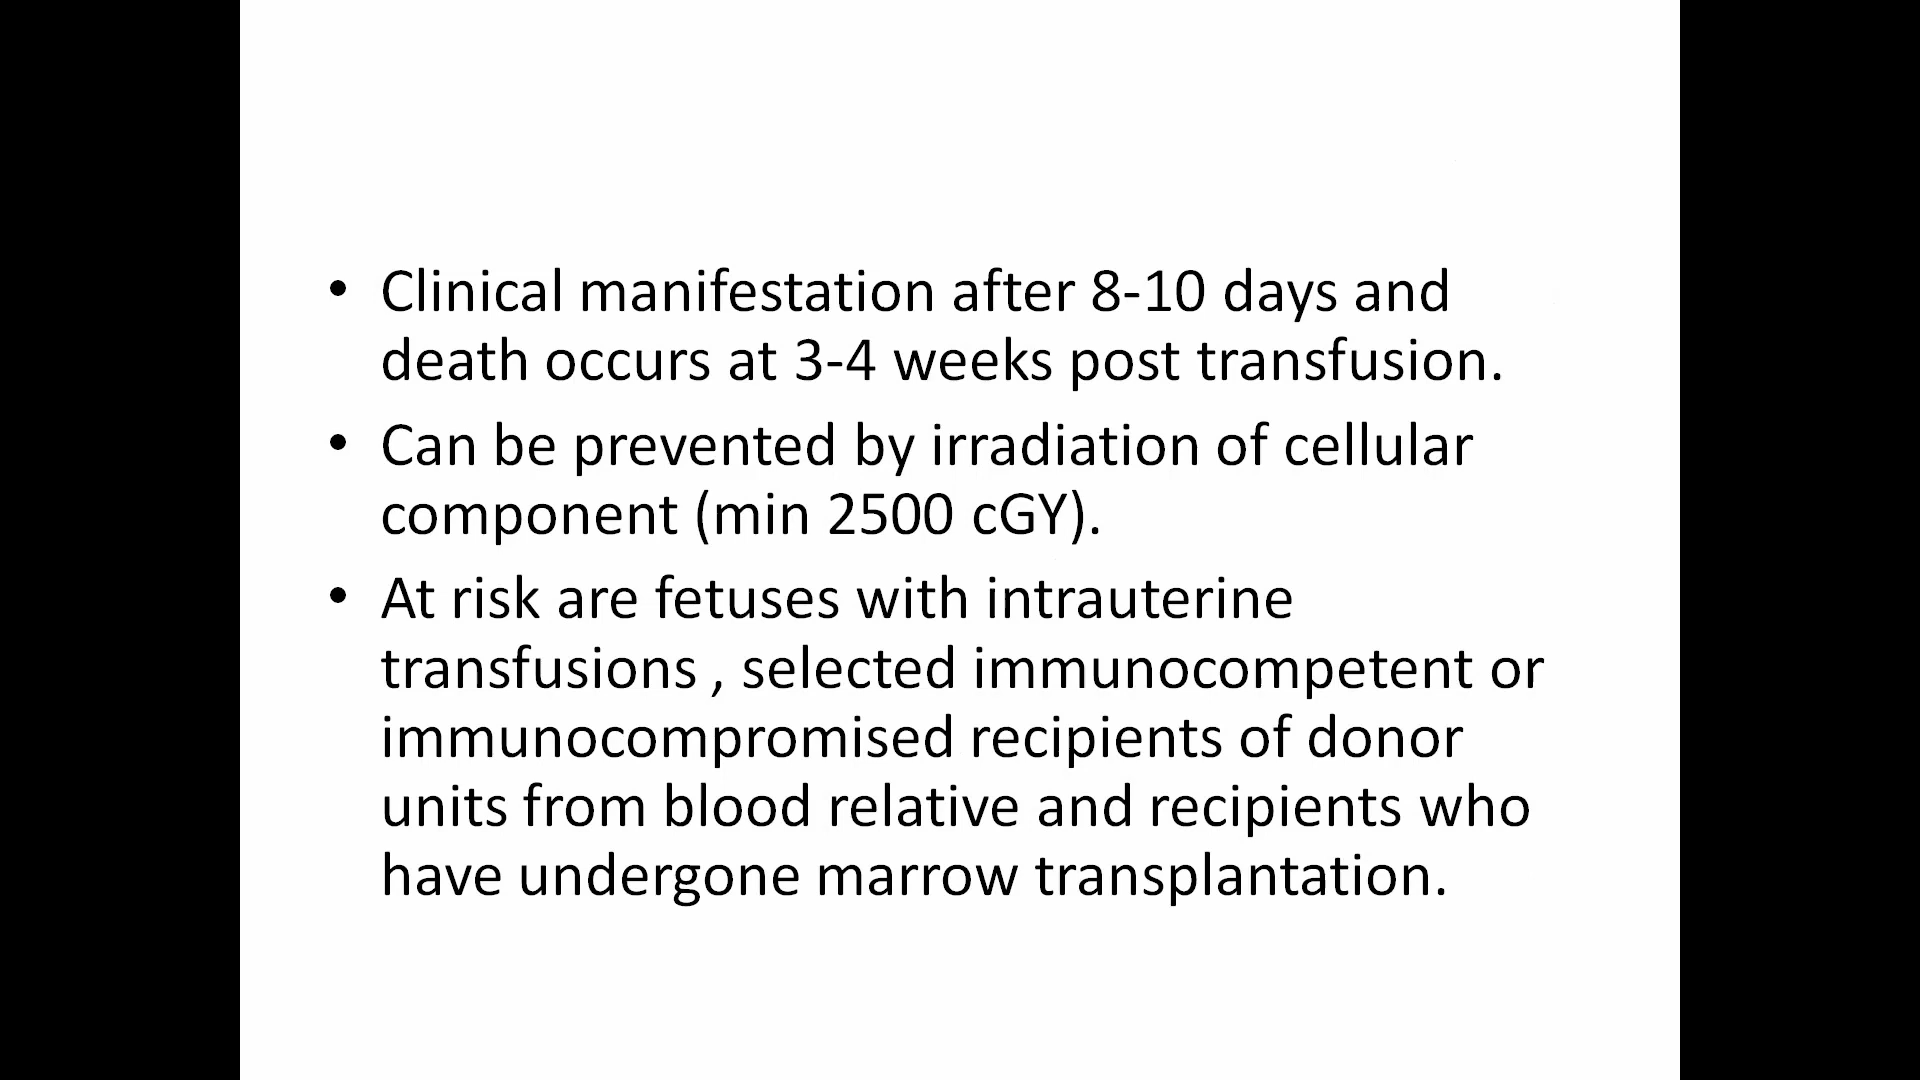 • Clinical manifestation after 8-10 days and
death occurs at 3-4 weeks post transfusion.
• Can be prevented by irradiation of cellular
component (min 2500 cGY).
• At risk are fetuses with intrauterine
transfusions , selected immunocompetent or
immunocompromised recipients of donor
units from blood relative and recipients who
have undergone marrow transplantation.